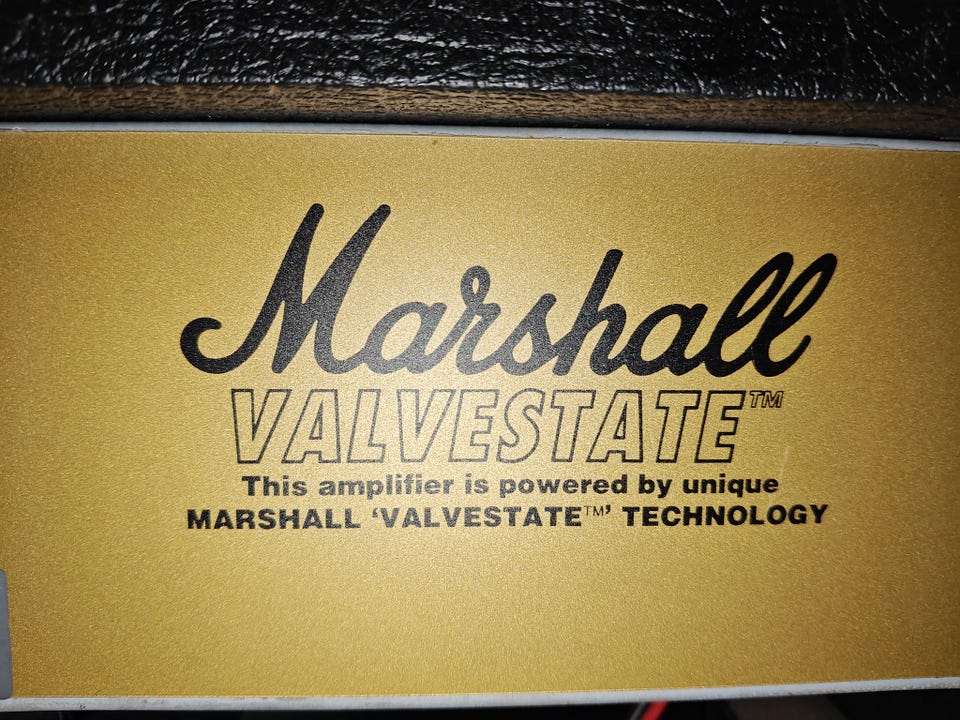 Marshall
VALVESTATE™
This amplifier is powered by unique
MARSHALL ‘VALVESTATE™’ TECHNOLOGY